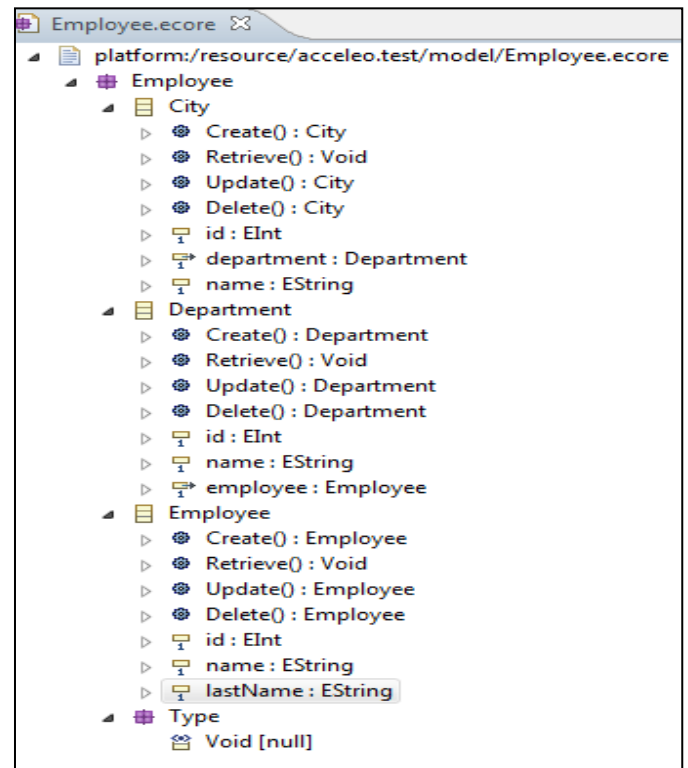 Employee.ecore
platform:/resource/acceleo.test/model/Employee.ecore
Employee
City
Create() : City
Retrieve() : Void
Update() : City
Delete() : City
id : EInt
department : Department
name : EString
Department
Create() : Department
Retrieve() : Void
Update() : Department
Delete() : Department
id : EInt
name : EString
employee : Employee
Employee
Create() : Employee
Retrieve() : Void
Update() : Employee
Delete() : Employee
id : EInt
name : EString
lastName : EString
Type
Void [null]